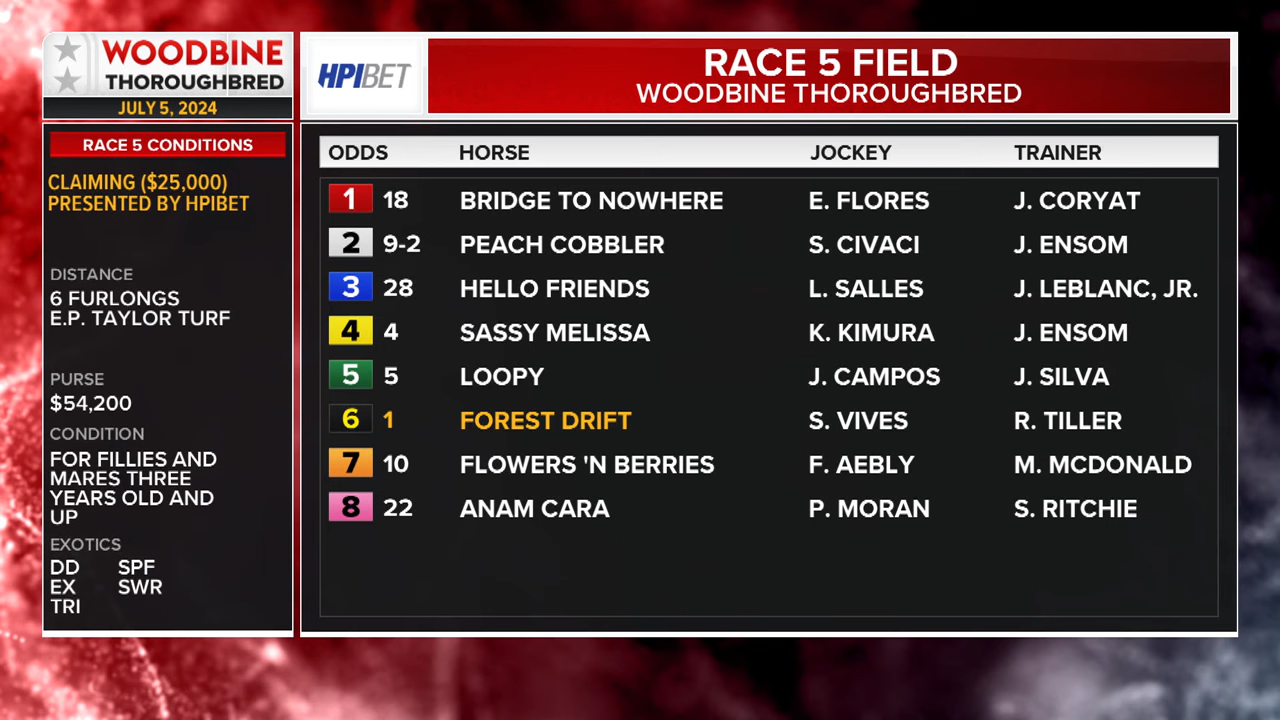 WOODBINE
THOROUGHBRED
JULY 5, 2024
RACE 5 CONDITIONS
CLAIMING ($25,000)
PRESENTED BY HPIBET
DISTANCE
6 FURLONGS
E.P. TAYLOR TURF
PURSE
$54,200
CONDITION
FOR FILLIES AND
MARES THREE
YEARS OLD AND
UP
EXOTICS
DD SPF
EX SWR
TRI
HPIBET
RACE 5 FIELD
WOODBINE THOROUGHBRED
ODDS HORSE JOCKEY TRAINER
1 18 BRIDGE TO NOWHERE E. FLORES J. CORYAT
2 9-2 PEACH COBBLER S. CIVACI J. ENSOM
3 28 HELLO FRIENDS L. SALLES J. LEBLANC, JR.
4 4 SASSY MELISSA K. KIMURA J. ENSOM
5 5 LOOPY J. CAMPOS J. SILVA
6 1 FOREST DRIFT S. VIVES R. TILLER
7 10 FLOWERS 'N BERRIES F. AEBLY M. MCDONALD
8 22 ANAM CARA P. MORAN S. RITCHIE